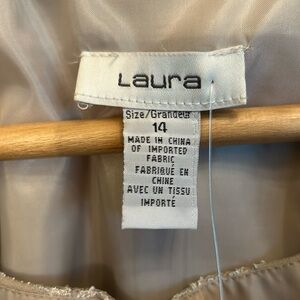 Laura
Size/Grandeur
14
MADE IN CHINA
OF IMPORTED
FABRIC
FABRIQUÉ EN
CHINE
AVEC UN TISSU
IMPORTÉ